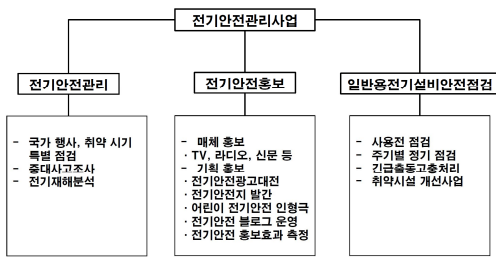 전기안전관리사업
전기안전관리
- 국가 행사, 취약 시기
특별 점검
- 중대사고조사
- 전기재해분석
전기안전홍보
- 매체 홍보
· TV, 라디오, 신문 등
- 기획 홍보
· 전기안전광고대전
· 전기안전지 발간
· 어린이 전기안전 인형극
· 전기안전 블로그 운영
· 전기안전 홍보효과 측정
일반용전기설비안전점검
- 사용전 점검
- 주기별 정기 점검
- 긴급출동고충처리
- 취약시설 개선사업